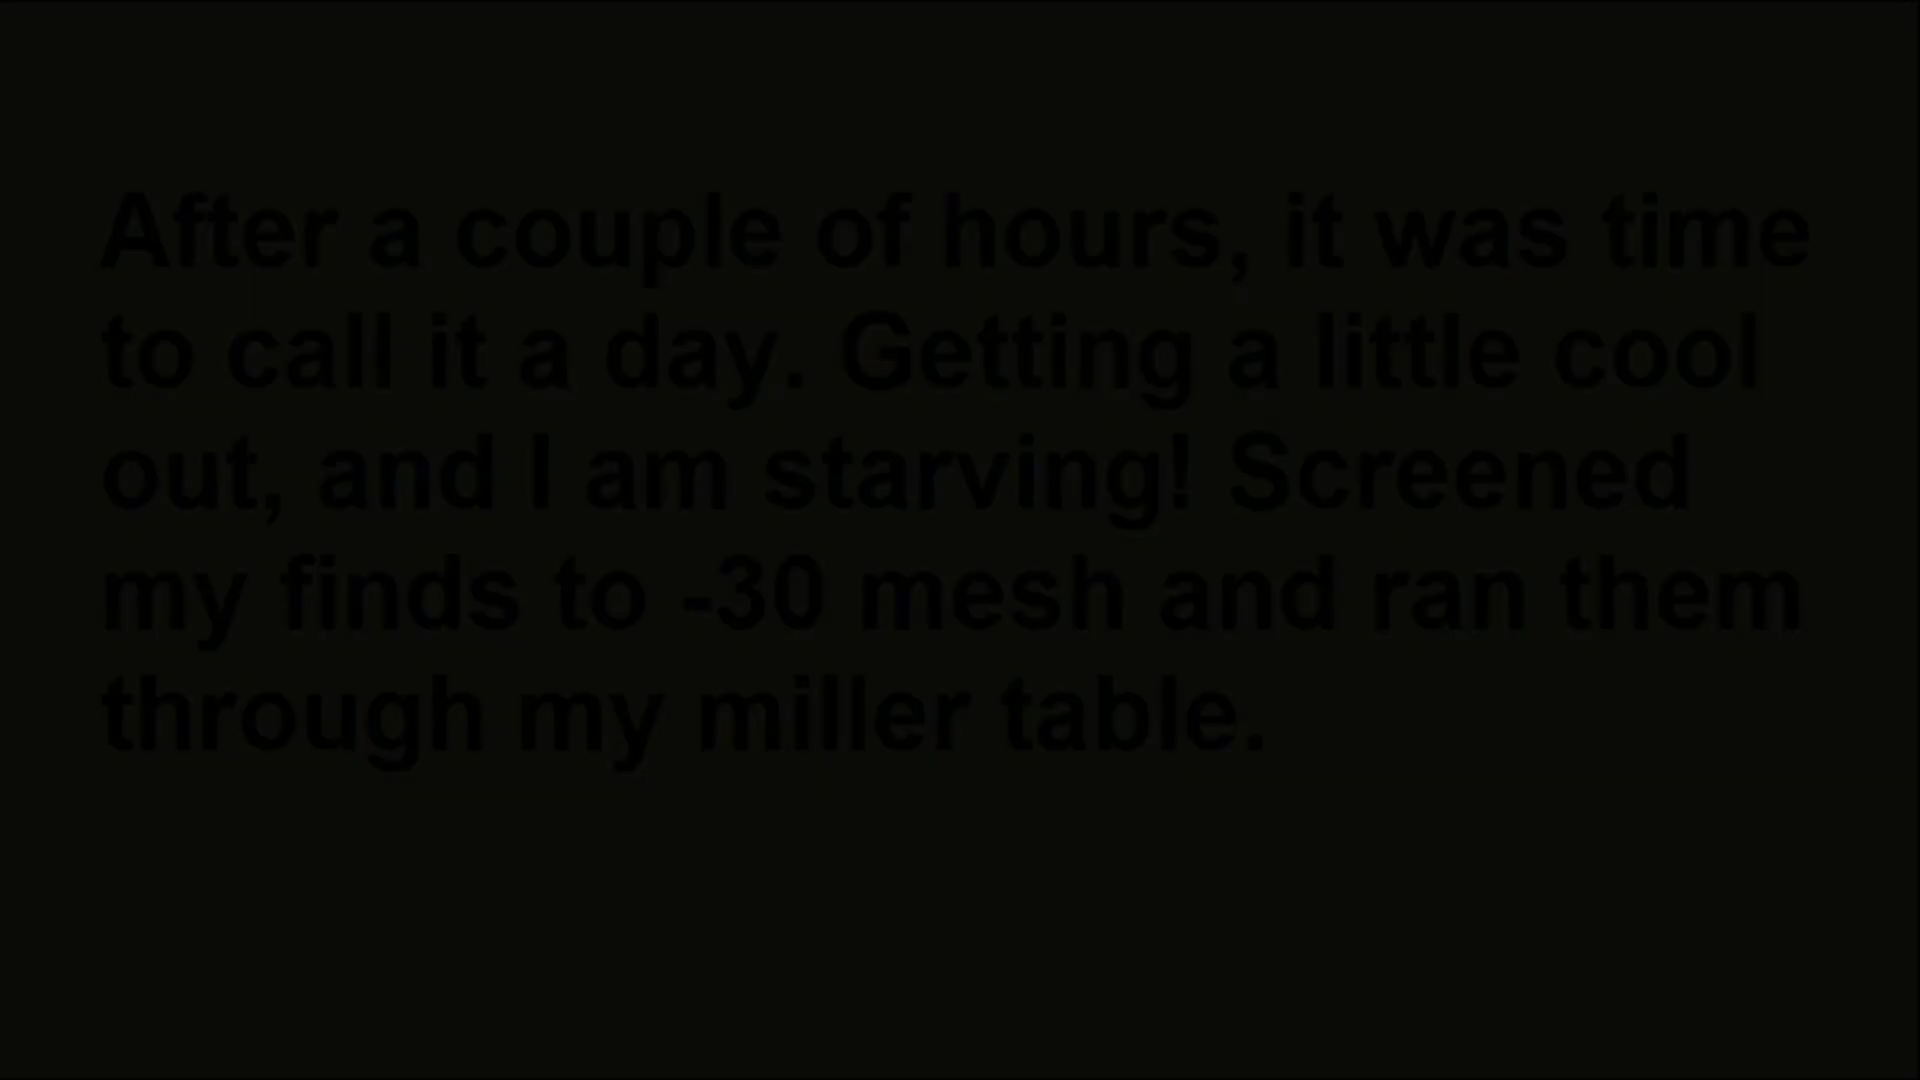 After a couple of hours, it was time
to call it a day. Getting a little cool
out, and I am starving! Screened
my finds to -30 mesh and ran them
through my miller table.